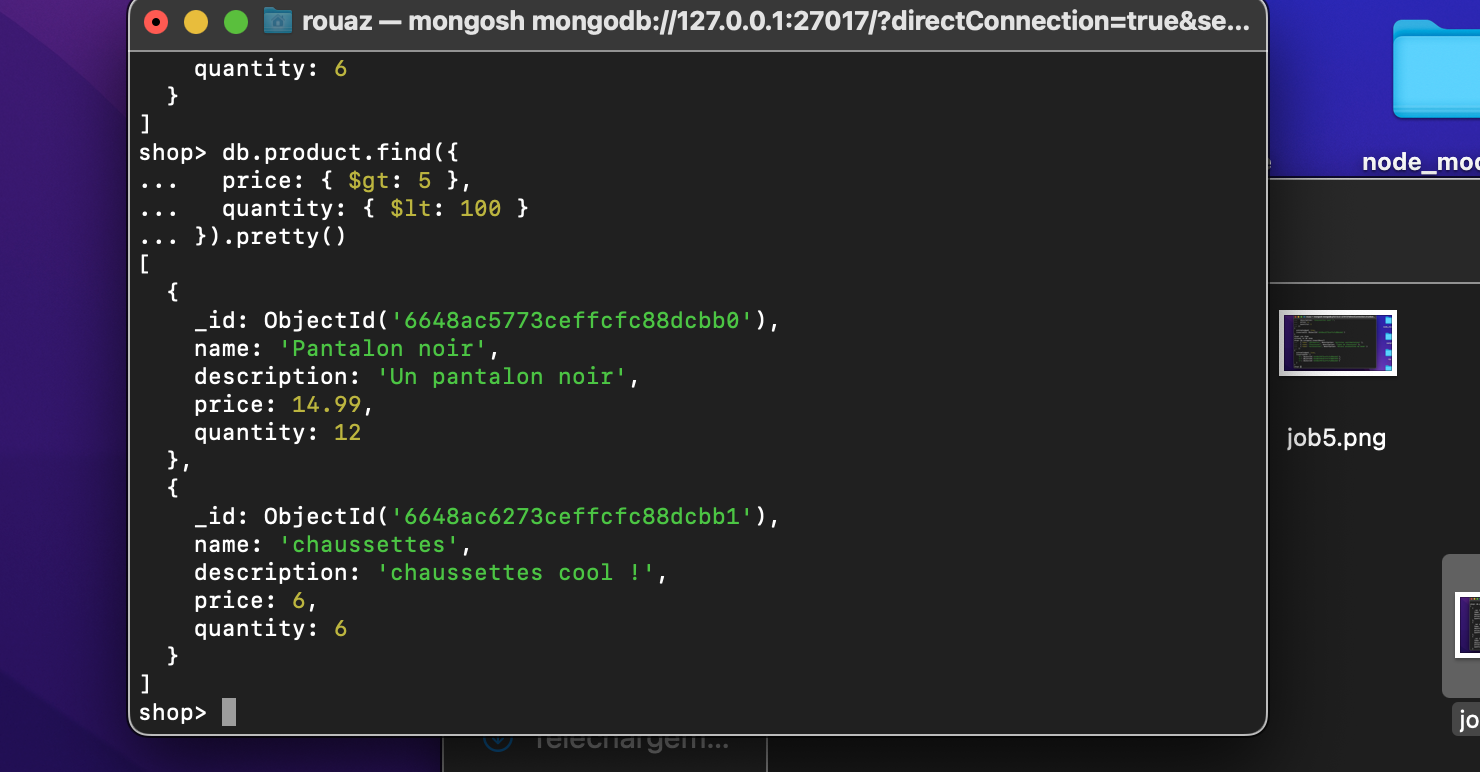 rouaz — mongosh mongodb://127.0.0.1:27017/?directConnection=true&se...
quantity: 6
}
]
shop> db.product.find({
... price: { $gt: 5 },
... quantity: { $lt: 100 }
... }).pretty()
[
{
_id: ObjectId('6648ac5773ceffcfc88dcbb0'),
name: 'Pantalon noir',
description: 'Un pantalon noir',
price: 14.99,
quantity: 12
},
{
_id: ObjectId('6648ac6273ceffcfc88dcbb1'),
name: 'chaussettes',
description: 'chaussettes cool !',
price: 6,
quantity: 6
}
]
shop>
node_mod
job5.png
jo
Téléchargem...